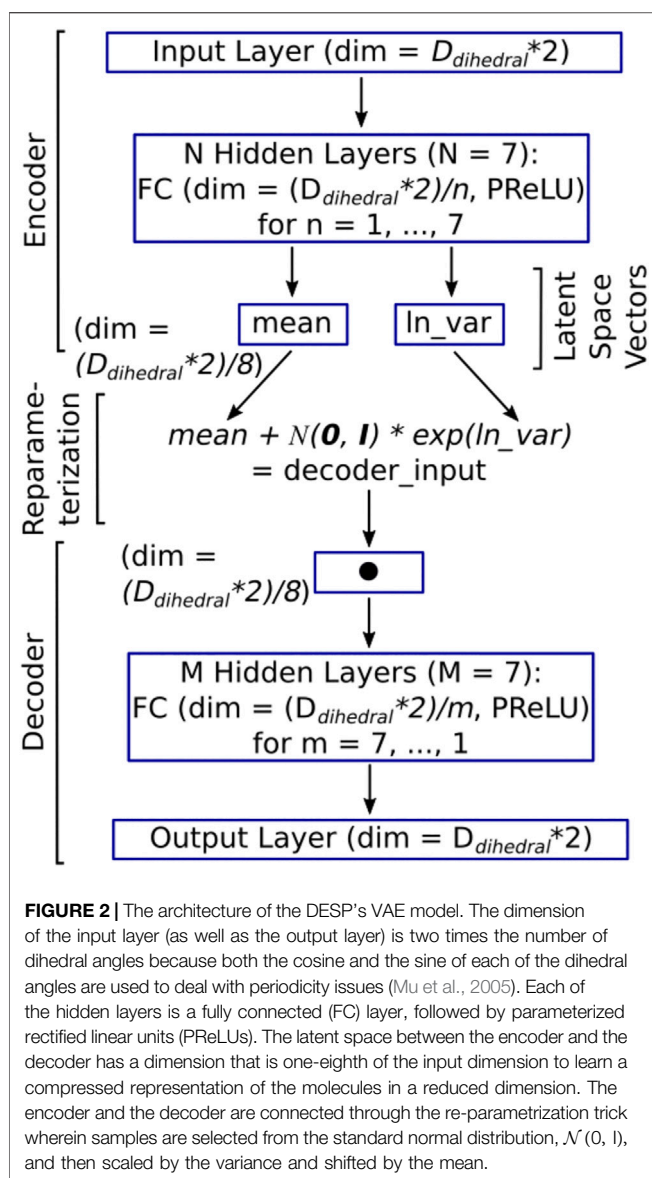 Encoder
Input Layer (dim = D_dihedral*2)
N Hidden Layers (N = 7):
FC (dim = (D_dihedral*2)/n, PReLU)
for n = 1, ..., 7
(dim =
(D_dihedral*2)/8)
mean
ln_var
Latent
Space
Vectors
Reparame-
terization
mean + N(0, I) * exp(ln_var)
= decoder_input
Decoder
(dim =
(D_dihedral*2)/8)
M Hidden Layers (M = 7):
FC (dim = (D_dihedral*2)/m, PReLU)
for m = 7, ..., 1
Output Layer (dim = D_dihedral*2)
FIGURE 2 | The architecture of the DESP's VAE model. The dimension
of the input layer (as well as the output layer) is two times the number of
dihedral angles because both the cosine and the sine of each of the dihedral
angles are used to deal with periodicity issues (Mu et al., 2005). Each of
the hidden layers is a fully connected (FC) layer, followed by parameterized
rectified linear units (PReLUs). The latent space between the encoder and the
decoder has a dimension that is one-eighth of the input dimension to learn a
compressed representation of the molecules in a reduced dimension. The
encoder and the decoder are connected through the re-parametrization trick
wherein samples are selected from the standard normal distribution, 𝒩(0, I),
and then scaled by the variance and shifted by the mean.